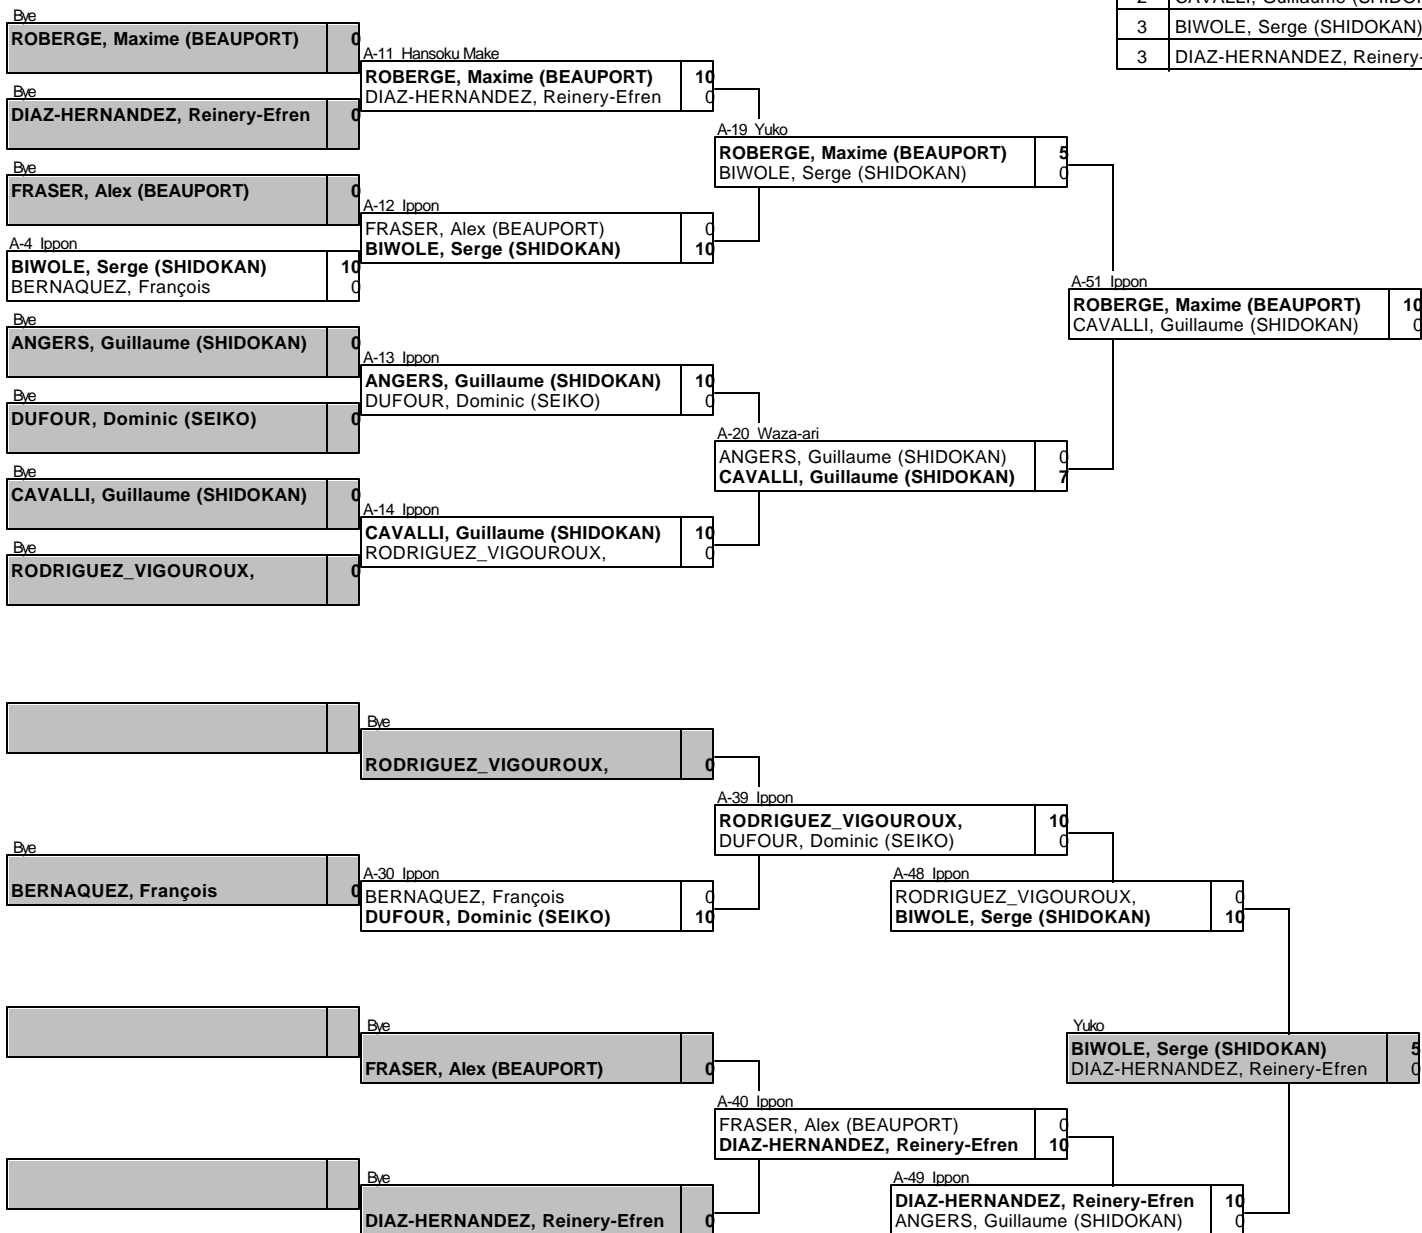 2 CAVALLI, Guillaume
3 BIWOLE, Serge (SHIDOKAN)
3 DIAZ-HERNANDEZ, Reinery-
Bye
ROBERGE, Maxime (BEAUPORT) 0
Bye
DIAZ-HERNANDEZ, Reinery-Efren 0
Bye
FRASER, Alex (BEAUPORT) 0
A-4 Ippon
BIWOLE, Serge (SHIDOKAN) 10
BERNAQUEZ, François 0
Bye
ANGERS, Guillaume (SHIDOKAN) 0
Bye
DUFOUR, Dominic (SEIKO) 0
Bye
CAVALLI, Guillaume (SHIDOKAN) 0
Bye
RODRIGUEZ_VIGOUROUX, 0
A-11 Hansoku Make
ROBERGE, Maxime (BEAUPORT) 10
DIAZ-HERNANDEZ, Reinery-Efren 0
A-12 Ippon
FRASER, Alex (BEAUPORT) 0
BIWOLE, Serge (SHIDOKAN) 10
A-13 Ippon
ANGERS, Guillaume (SHIDOKAN) 10
DUFOUR, Dominic (SEIKO) 0
A-14 Ippon
CAVALLI, Guillaume (SHIDOKAN) 10
RODRIGUEZ_VIGOUROUX, 0
A-19 Yuko
ROBERGE, Maxime (BEAUPORT) 5
BIWOLE, Serge (SHIDOKAN) 0
A-20 Waza-ari
ANGERS, Guillaume (SHIDOKAN) 0
CAVALLI, Guillaume (SHIDOKAN) 7
A-51 Ippon
ROBERGE, Maxime (BEAUPORT) 10
CAVALLI, Guillaume (SHIDOKAN) 0
Bye
RODRIGUEZ_VIGOUROUX, 0
Bye
BERNAQUEZ, François 0
A-30 Ippon
BERNAQUEZ, François 0
DUFOUR, Dominic (SEIKO) 10
A-39 Ippon
RODRIGUEZ_VIGOUROUX, 10
DUFOUR, Dominic (SEIKO) 0
A-48 Ippon
RODRIGUEZ_VIGOUROUX, 0
BIWOLE, Serge (SHIDOKAN) 10
Bye
FRASER, Alex (BEAUPORT) 0
Bye
DIAZ-HERNANDEZ, Reinery-Efren 0
A-40 Ippon
FRASER, Alex (BEAUPORT) 0
DIAZ-HERNANDEZ, Reinery-Efren 10
A-49 Ippon
DIAZ-HERNANDEZ, Reinery-Efren 10
ANGERS, Guillaume (SHIDOKAN) 0
Yuko
BIWOLE, Serge (SHIDOKAN) 5
DIAZ-HERNANDEZ, Reinery-Efren 0